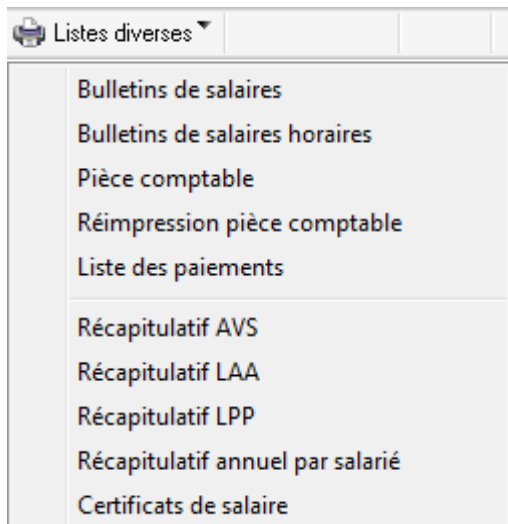 Listes diverses
Bulletins de salaires
Bulletins de salaires horaires
Pièce comptable
Réimpression pièce comptable
Liste des paiements
Récapitulatif AVS
Récapitulatif LAA
Récapitulatif LPP
Récapitulatif annuel par salarié
Certificats de salaire